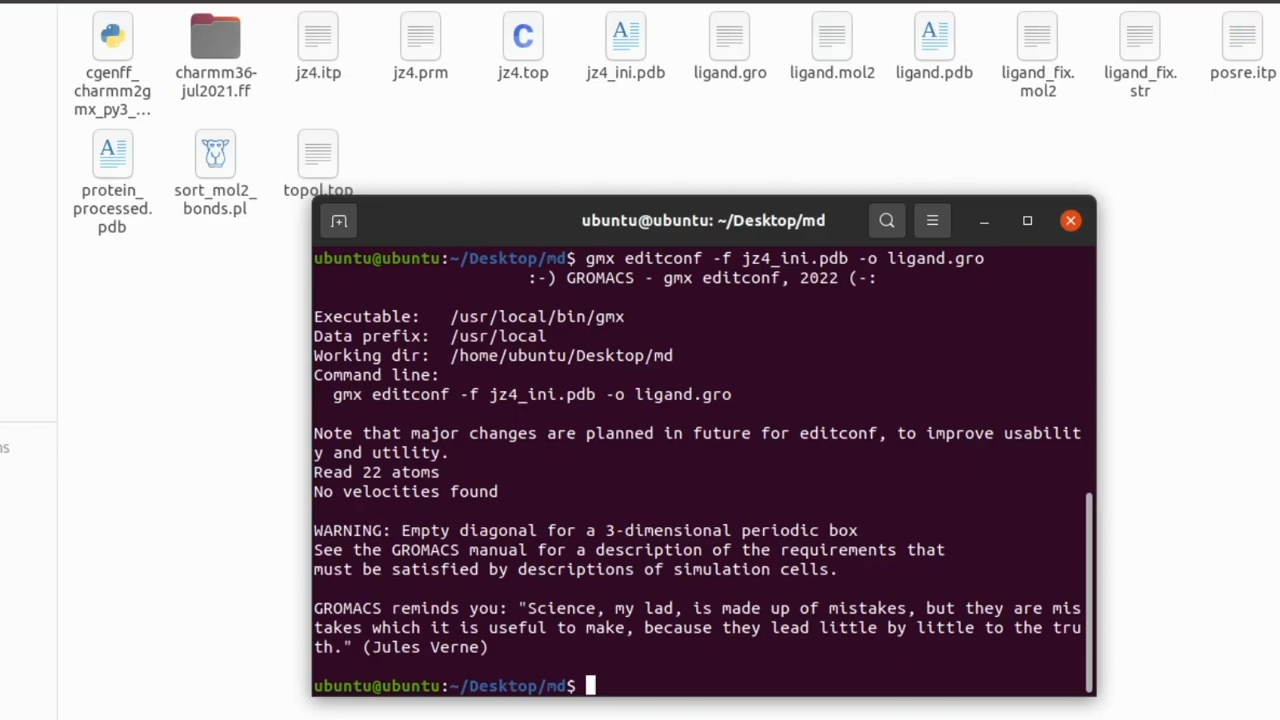 cgenff_
charmm2g
mx_py3_...
charmm36-
jul2021.ff
jz4.itp
jz4.prm
C
jz4.top
A
jz4_ini.pdb
ligand.gro
ligand.mol2
A
ligand.pdb
ligand_fix.
mol2
ligand_fix.
str
posre.itp
A
protein_
processed.
pdb
sort_mol2_
bonds.pl
topol.top
ns
ubuntu@ubuntu: ~/Desktop/md
ubuntu@ubuntu:~/Desktop/md$ gmx editconf -f jz4_ini.pdb -o ligand.gro
:-) GROMACS - gmx editconf, 2022 (-:
Executable: /usr/local/bin/gmx
Data prefix: /usr/local
Working dir: /home/ubuntu/Desktop/md
Command line:
gmx editconf -f jz4_ini.pdb -o ligand.gro
Note that major changes are planned in future for editconf, to improve usabilit
y and utility.
Read 22 atoms
No velocities found
WARNING: Empty diagonal for a 3-dimensional periodic box
See the GROMACS manual for a description of the requirements that
must be satisfied by descriptions of simulation cells.
GROMACS reminds you: "Science, my lad, is made up of mistakes, but they are mis
takes which it is useful to make, because they lead little by little to the tru
th." (Jules Verne)
ubuntu@ubuntu:~/Desktop/md$